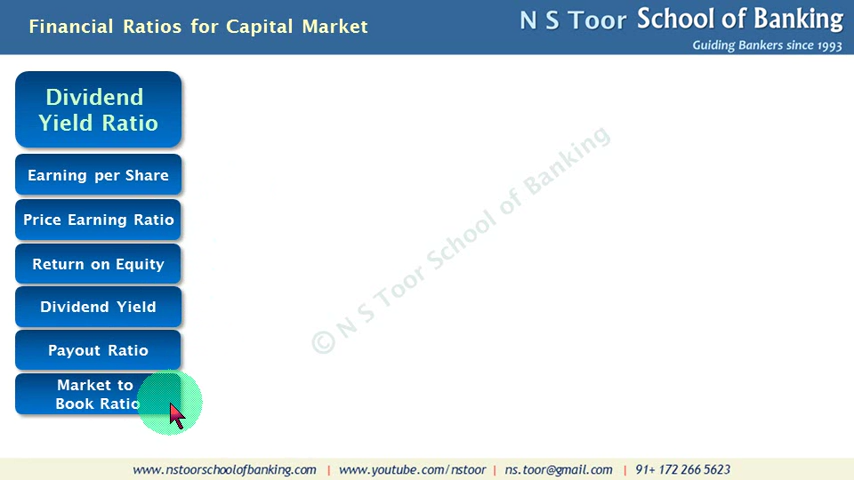 Financial Ratios for Capital Market
N S Toor School of Banking
Guiding Bankers since 1993
Dividend
Yield Ratio
Earning per Share
Price Earning Ratio
Return on Equity
Dividend Yield
Payout Ratio
Market to
Book Ratio
© N S Toor School of Banking
www.nstoorschoolofbanking.com | www.youtube.com/nstoor | ns.toor@gmail.com | 91+ 172 266 5623